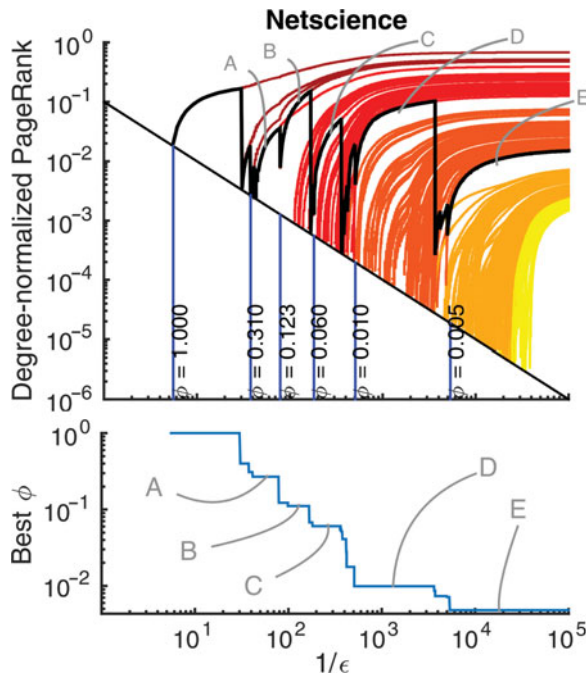 Netscience
Degree-normalized PageRank
10^0
10^-1
10^-2
10^-3
10^-4
10^-5
10^-6
A
B
C
D
E
ϕ = 1.000
ϕ = 0.310
ϕ = 0.123
ϕ = 0.060
ϕ = 0.010
ϕ = 0.005
Best ϕ
10^0
10^-1
10^-2
A
B
C
D
E
10^1
10^2
10^3
10^4
10^5
1/ϵ